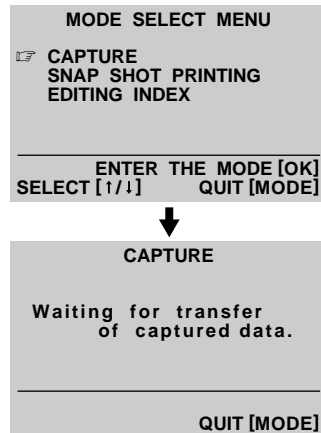 MODE SELECT MENU
☞ CAPTURE
SNAP SHOT PRINTING
EDITING INDEX
ENTER THE MODE [OK]
SELECT [↑/↓] QUIT [MODE]
CAPTURE
Waiting for transfer
of captured data.
QUIT [MODE]